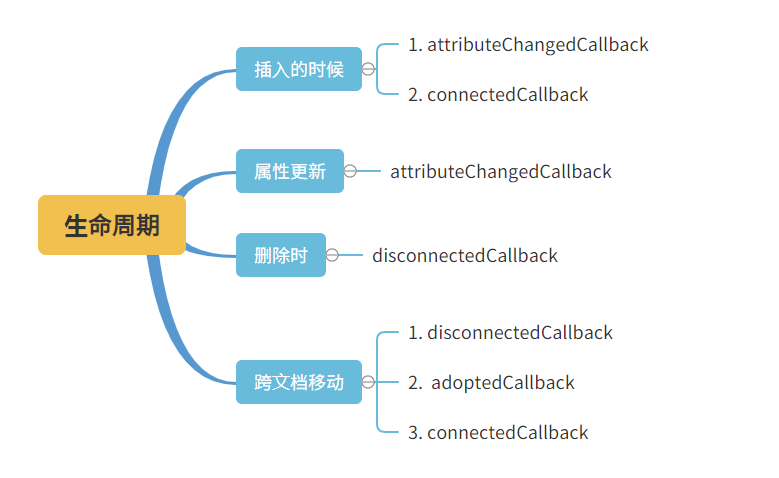 生命周期
插入的时候
1. attributeChangedCallback
2. connectedCallback
属性更新
attributeChangedCallback
删除时
disconnectedCallback
跨文档移动
1. disconnectedCallback
2. adoptedCallback
3. connectedCallback